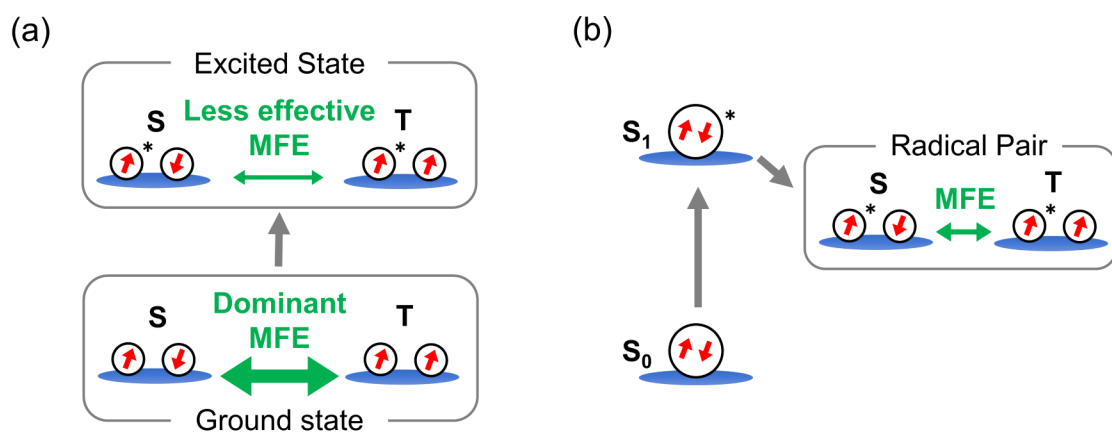 (a)
Excited State
Less effective
MFE
S
T
*
*
Dominant
MFE
S
T
Ground state
(b)
S1
*
S0
Radical Pair
S
T
MFE
*
*